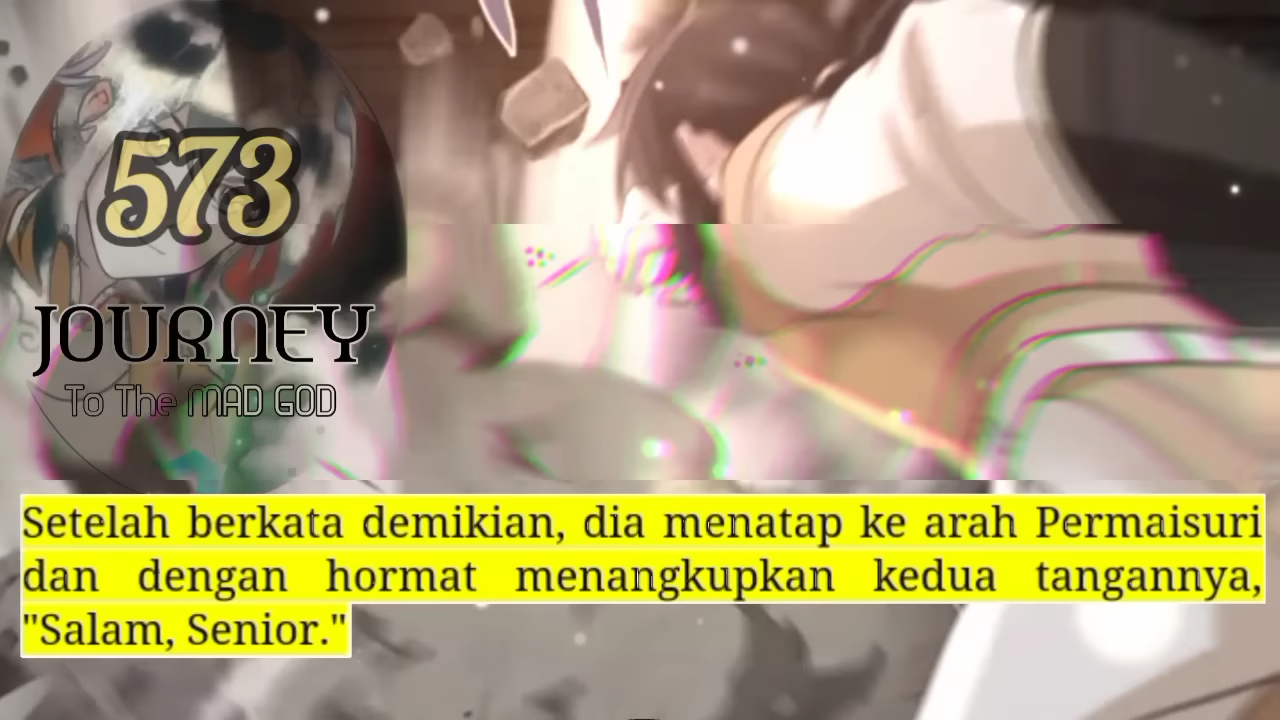 573
JOURNEY
To The MAD GOD
Setelah berkata demikian, dia menatap ke arah Permaisuri
dan dengan hormat menangkupkan kedua tangannya,
"Salam, Senior."